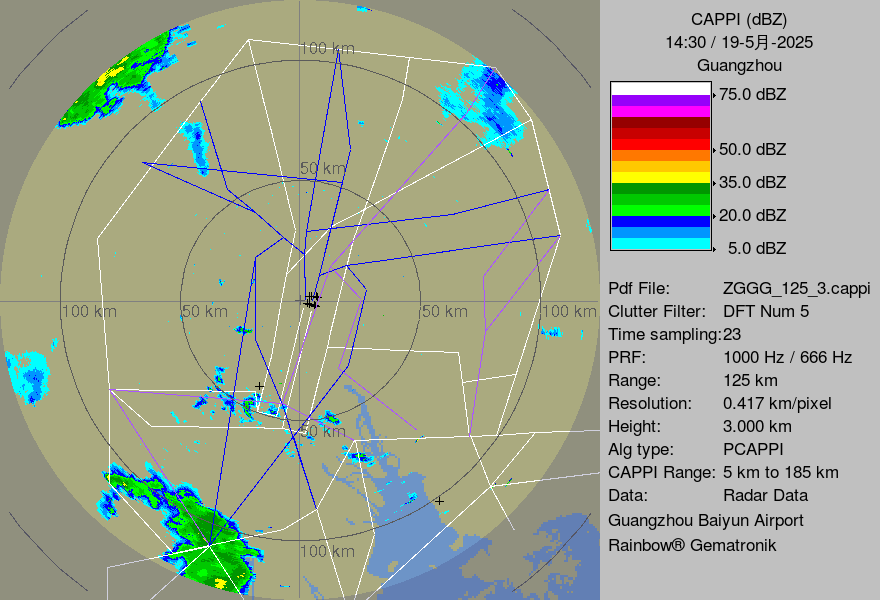 100 km
50 km
100 km
50 km
50 km
100 km
50 km
100 km
CAPPI (dBZ)
14:30 / 19-5月-2025
Guangzhou
75.0 dBZ
50.0 dBZ
35.0 dBZ
20.0 dBZ
5.0 dBZ
Pdf File: ZGGG_125_3.cappi
Clutter Filter: DFT Num 5
Time sampling:23
PRF: 1000 Hz / 666 Hz
Range: 125 km
Resolution: 0.417 km/pixel
Height: 3.000 km
Alg type: PCAPPI
CAPPI Range: 5 km to 185 km
Data: Radar Data
Guangzhou Baiyun Airport
Rainbow® Gematronik